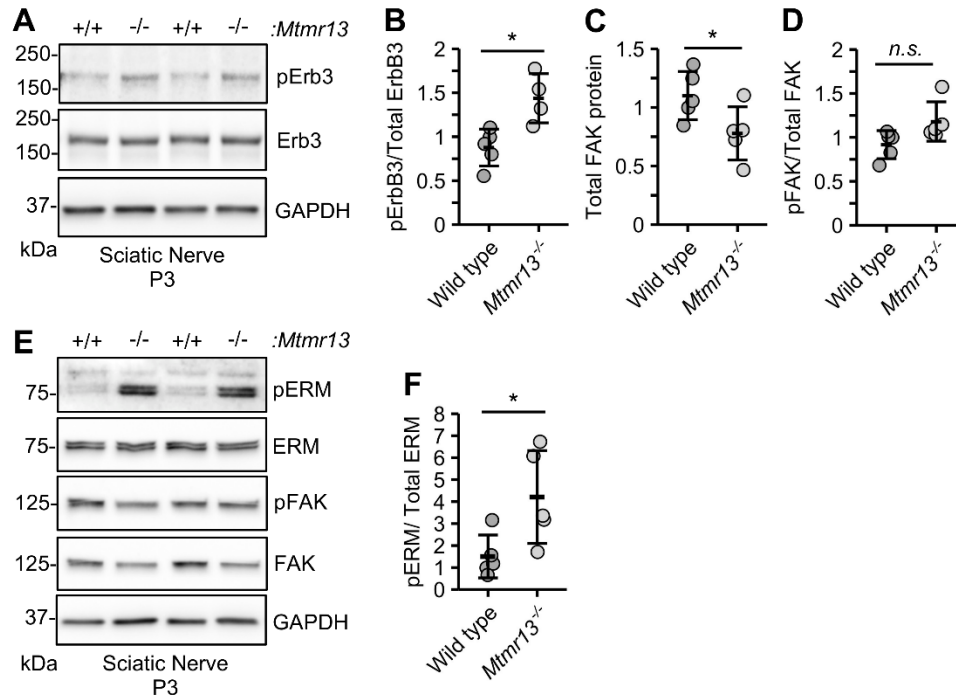 A
+/+ -/- +/+ -/- :Mtmr13
250
150
pErb3
250
150
Erb3
37
GAPDH
kDa
Sciatic Nerve
P3
B
pErbB3/Total ErbB3
2
1.5
1
0.5
0
*
Wild type
Mtmr13-/-
C
Total FAK protein
1.5
1
0.5
0
*
Wild type
Mtmr13-/-
D
pFAK/Total FAK
2
1.5
1
0.5
0
n.s.
Wild type
Mtmr13-/-
E
+/+ -/- +/+ -/- :Mtmr13
75
pERM
75
ERM
125
pFAK
125
FAK
37
GAPDH
kDa
Sciatic Nerve
P3
F
pERM/ Total ERM
8
7
6
5
4
3
2
1
0
*
Wild type
Mtmr13-/-